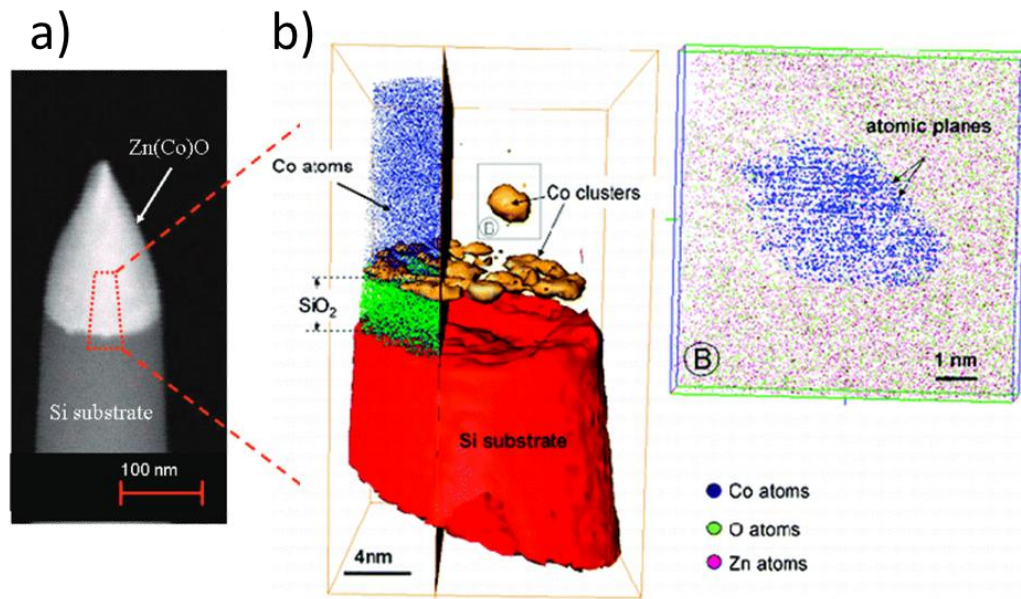 a)
Zn(Co)O
Si substrate
100 nm
b)
Co atoms
Co clusters
B
SiO2
Si substrate
4nm
atomic planes
B
1 nm
Co atoms
O atoms
Zn atoms